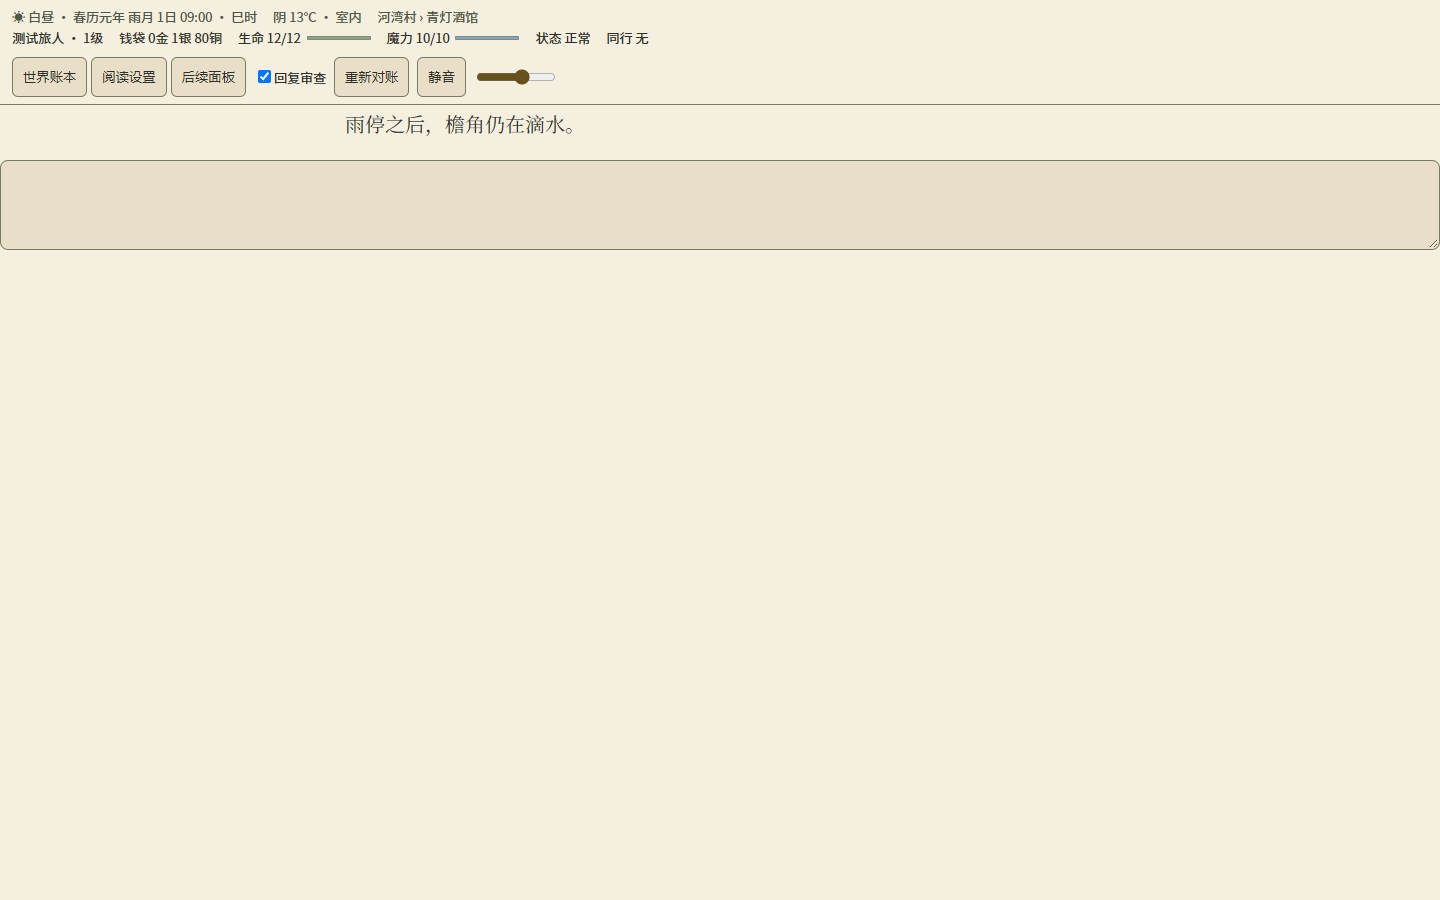 ☀ 白昼 · 春历元年 雨月 1日 09:00 · 巳时 阴 13°C · 室内 河湾村 › 青灯酒馆
测试旅人 · 1级 钱袋 0金 1银 80铜 生命 12/12 魔力 10/10 状态 正常 同行 无
世界账本 阅读设置 后续面板 回复审查 重新对账 静音
雨停之后，檐角仍在滴水。